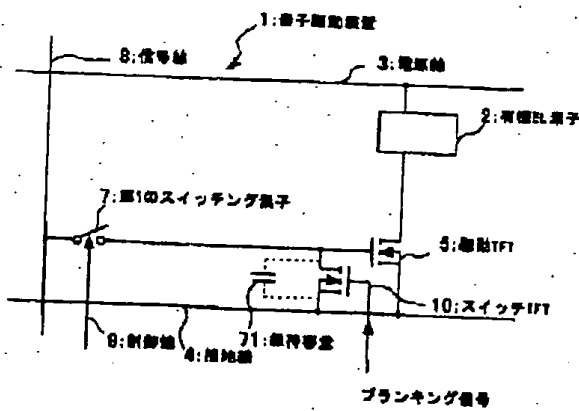 1;素子駆動装置
8;信号線
3;電源線
2;有機EL素子
7;第1のスイッチング素子
5;駆動TFT
10;スイッチTFT
9;制御線
4;接地線
71;保持容量
ブランキング信号